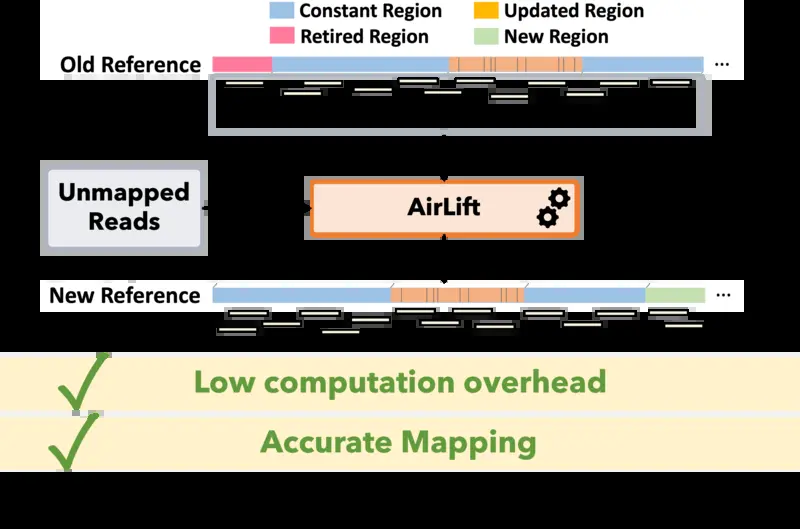 Constant Region
Updated Region
Retired Region
New Region
Old Reference
...
Unmapped
Reads
AirLift
New Reference
...
Low computation overhead
Accurate Mapping